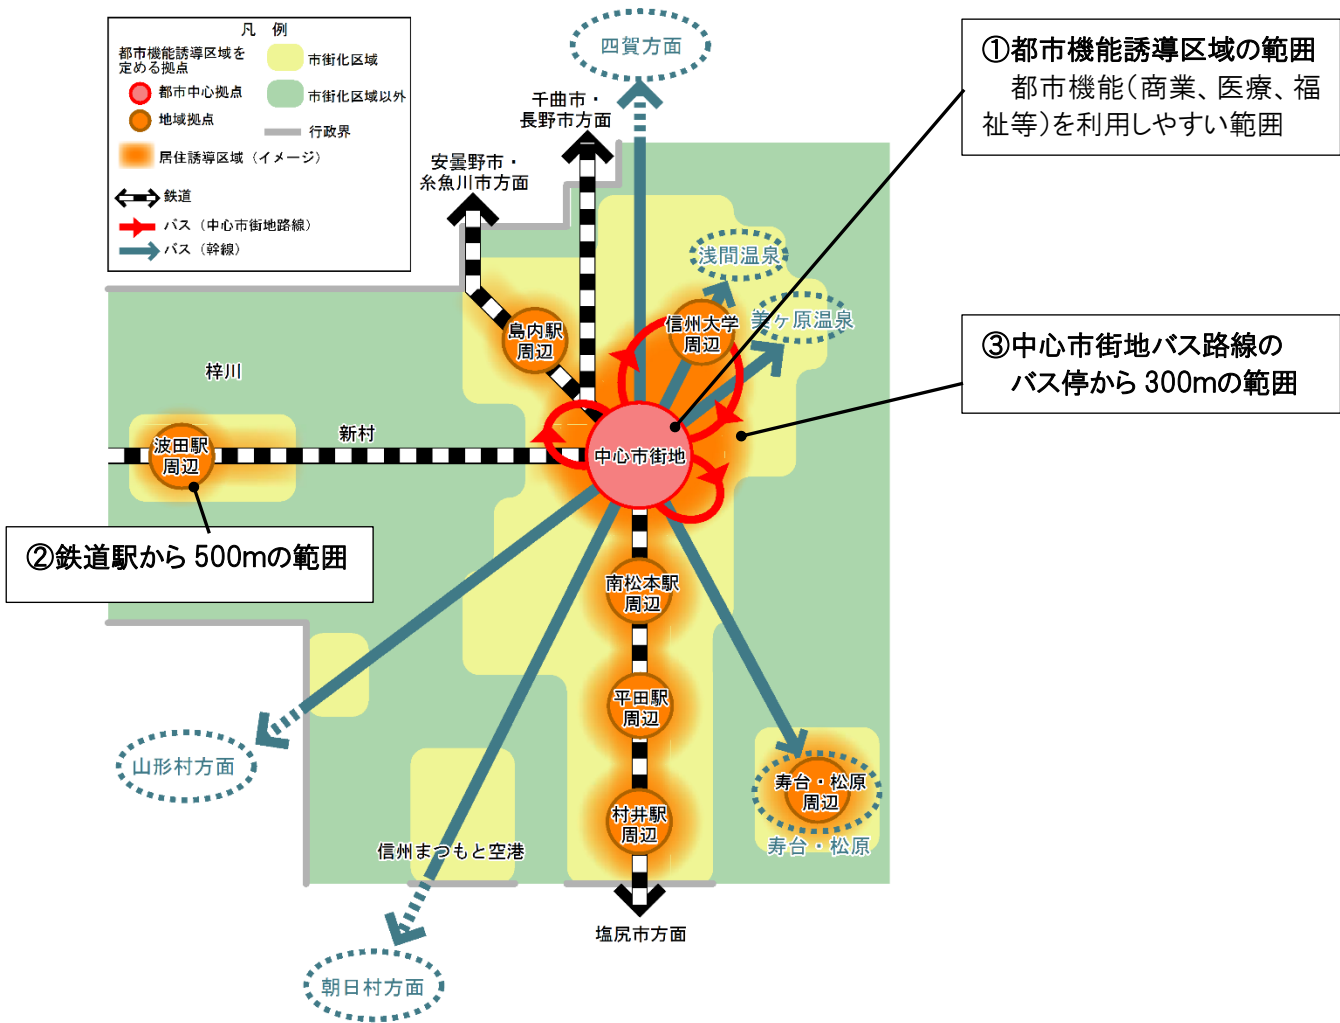 凡 例
都市機能誘導区域を
定める拠点
都市中心拠点
地域拠点
居住誘導区域（イメージ）
鉄道
バス（中心市街地路線）
バス（幹線）
市街化区域
市街化区域以外
行政界
四賀方面
千曲市・
長野市方面
安曇野市・
糸魚川市方面
①都市機能誘導区域の範囲
都市機能（商業、医療、福
祉等）を利用しやすい範囲
浅間温泉
美ヶ原温泉
信州大学
周辺
島内駅
周辺
③中心市街地バス路線の
バス停から 300mの範囲
梓川
新村
波田駅
周辺
中心市街地
②鉄道駅から 500mの範囲
南松本駅
周辺
平田駅
周辺
村井駅
周辺
山形村方面
寿台・松原
周辺
寿台・松原
信州まつもと空港
塩尻市方面
朝日村方面